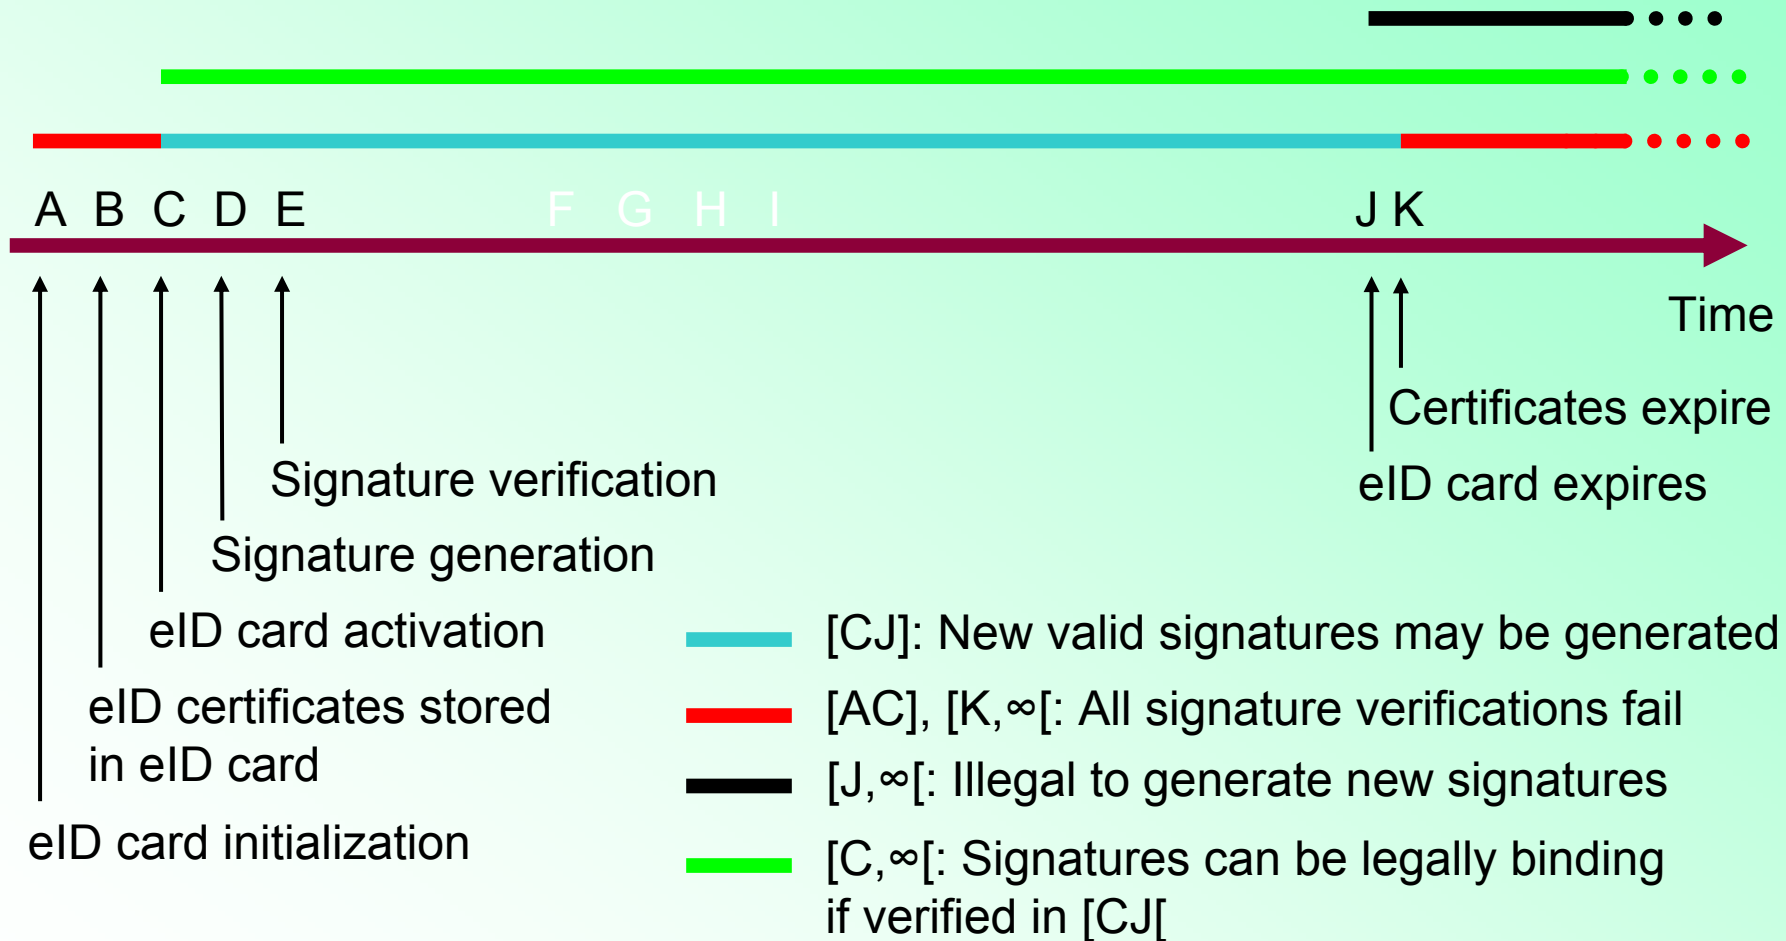 A B C D E F G H I J K
Time
Certificates expire
eID card expires
Signature verification
Signature generation
eID card activation
eID certificates stored
in eID card
eID card initialization
[CJ]: New valid signatures may be generated
[AC], [K,∞[: All signature verifications fail
[J,∞[: Illegal to generate new signatures
[C,∞[: Signatures can be legally binding
if verified in [CJ[